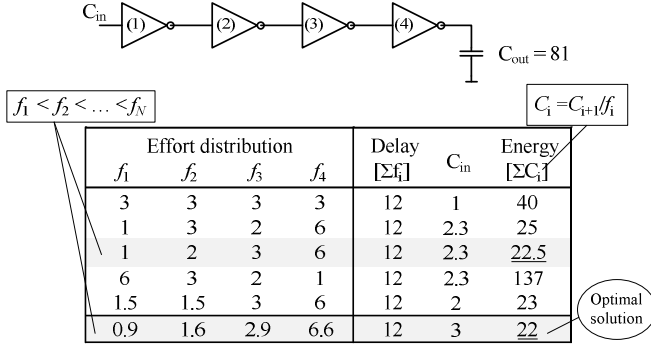 C_in (1) (2) (3) (4)
C_out = 81
f_1 < f_2 < ... < f_N
C_i = C_i+1/f_i
Effort distribution Delay Energy
f_1 f_2 f_3 f_4 [Σf_i] C_in [ΣC_i]
3 3 3 3 12 1 40
1 3 2 6 12 2.3 25
1 2 3 6 12 2.3 22.5
6 3 2 1 12 2.3 137
1.5 1.5 3 6 12 2 23
0.9 1.6 2.9 6.6 12 3 22
Optimal
solution